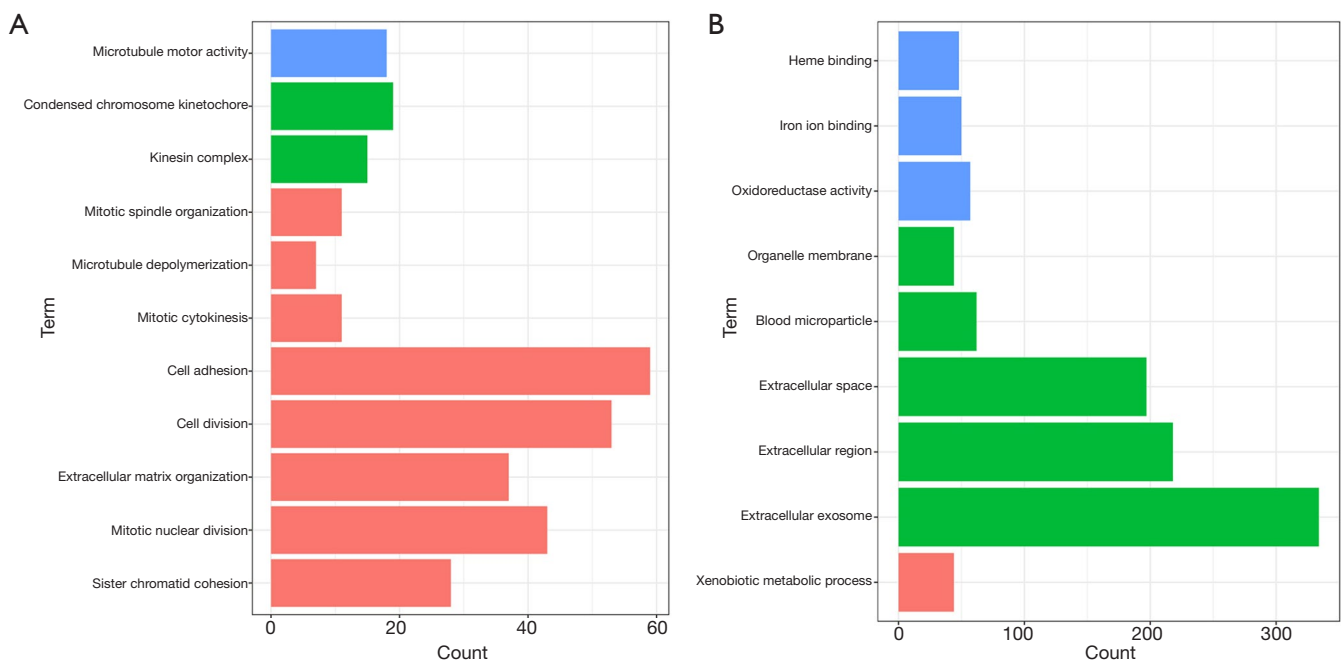 A
Microtubule motor activity
Condensed chromosome kinetochore
Kinesin complex
Mitotic spindle organization
Microtubule depolymerization
Mitotic cytokinesis
Cell adhesion
Cell division
Extracellular matrix organization
Mitotic nuclear division
Sister chromatid cohesion
Term
0 20 40 60
Count
B
Heme binding
Iron ion binding
Oxidoreductase activity
Organelle membrane
Blood microparticle
Extracellular space
Extracellular region
Extracellular exosome
Xenobiotic metabolic process
Term
0 100 200 300
Count